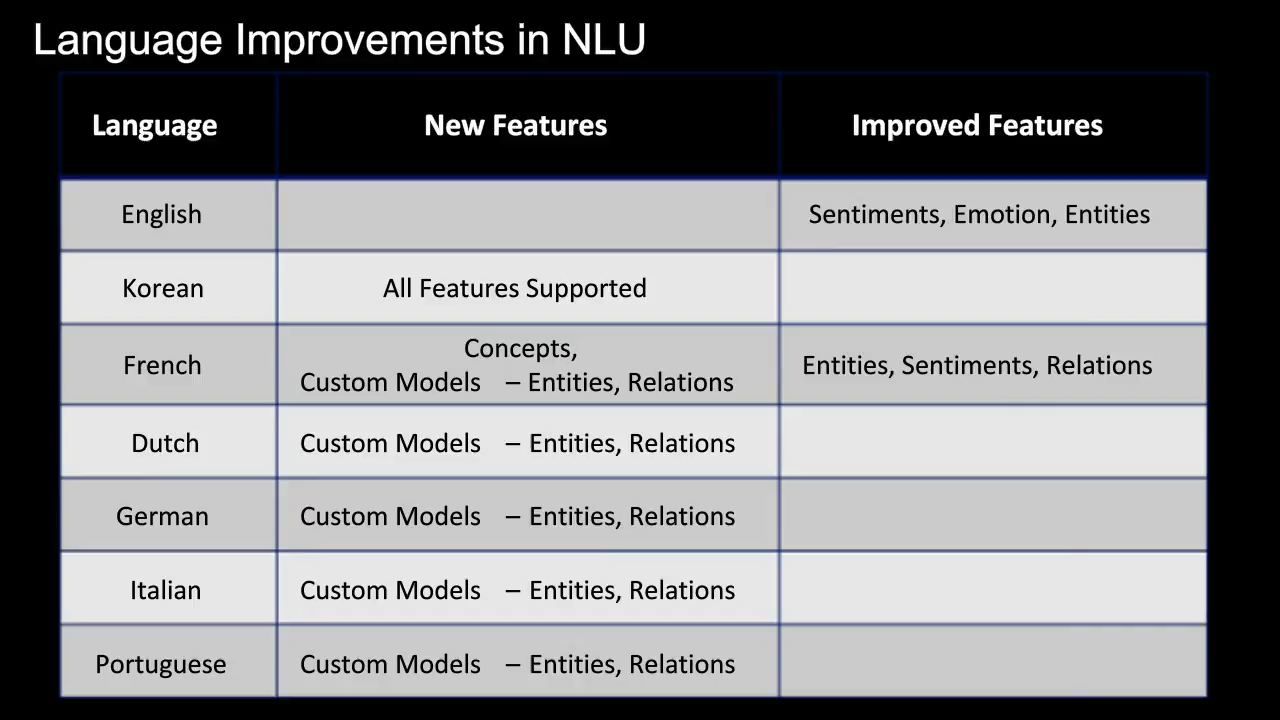 Language Improvements in NLU
Language New Features Improved Features
English Sentiments, Emotion, Entities
Korean All Features Supported
Concepts,
French Custom Models – Entities, Relations Entities, Sentiments, Relations
Dutch Custom Models – Entities, Relations
German Custom Models – Entities, Relations
Italian Custom Models – Entities, Relations
Portuguese Custom Models – Entities, Relations